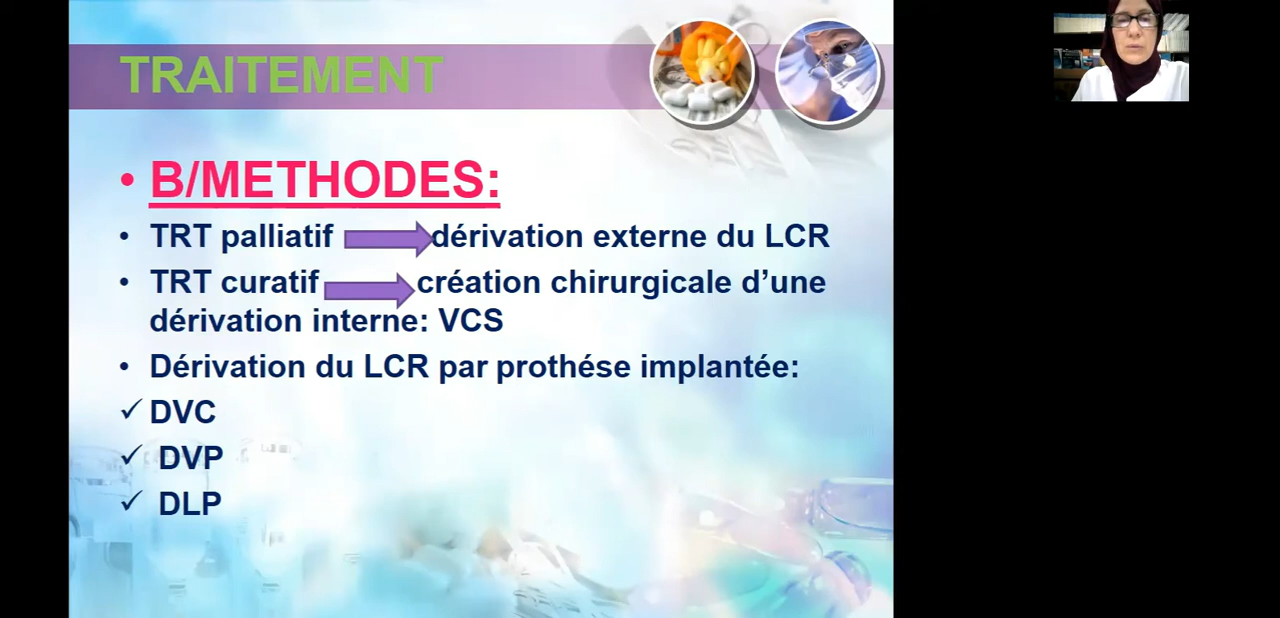 TRAITEMENT
• B/METHODES:
• TRT palliatif dérivation externe du LCR
• TRT curatif création chirurgicale d’une
dérivation interne: VCS
• Dérivation du LCR par prothése implantée:
✓ DVC
✓ DVP
✓ DLP